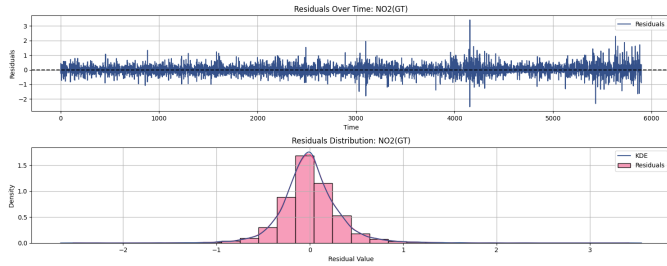 Residuals Over Time: NO2(GT)
Residuals
3
2
1
0
−1
−2
Residuals
0
1000
2000
3000
4000
5000
6000
Time
Residuals Distribution: NO2(GT)
KDE
Residuals
Density
1.5
1.0
0.5
0.0
−2
−1
0
1
2
3
Residual Value